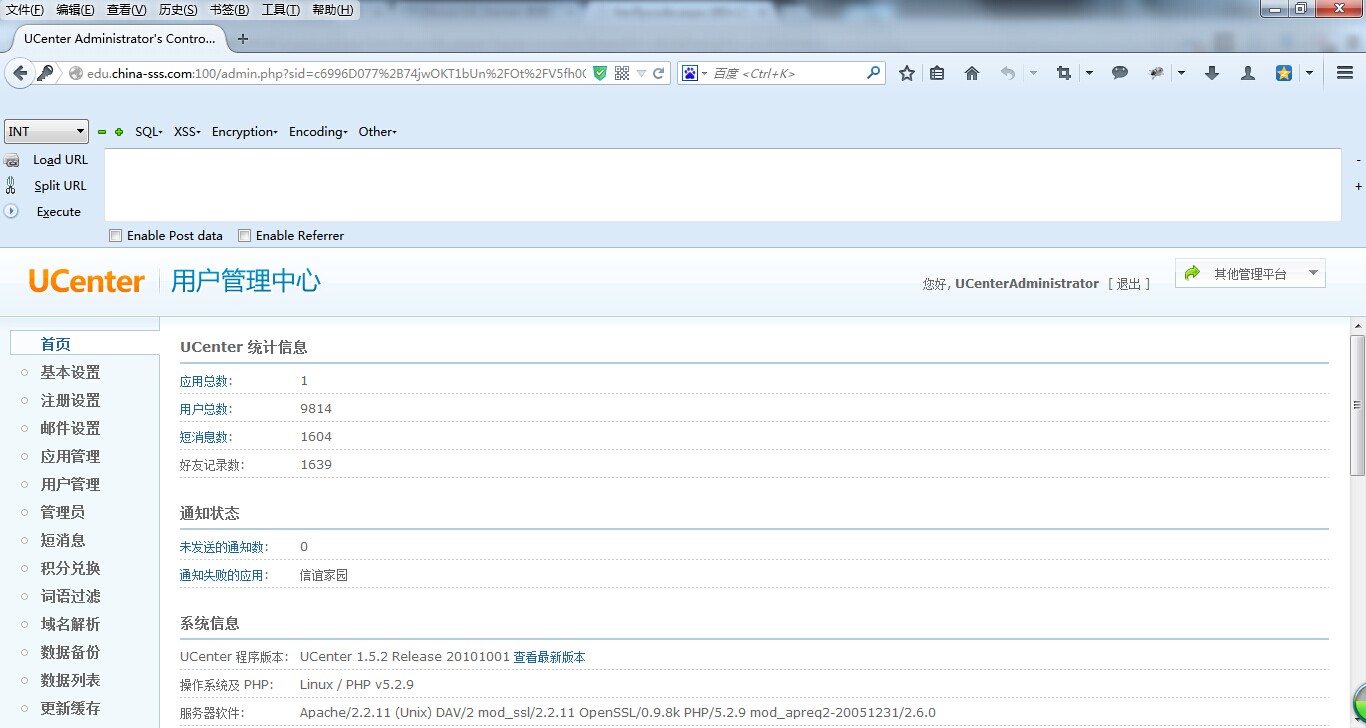 文件(F) 编辑(E) 查看(V) 历史(S) 书签(B) 工具(T) 帮助(H)
UCenter Administrator's Contro...
edu.china-sss.com:100/admin.php?sid=c6996D077%2B74jwOKT1bUn%2FOt%2FV5fh0 百度 <Ctrl+K>
INT SQL XSS Encryption Encoding Other
Load URL
Split URL
Execute
Enable Post data Enable Referrer
UCenter 用户管理中心
您好, UCenterAdministrator [ 退出 ] 其他管理平台
首页
基本设置
注册设置
邮件设置
应用管理
用户管理
管理员
短消息
积分兑换
词语过滤
域名解析
数据备份
数据列表
更新缓存
UCenter 统计信息
应用总数: 1
用户总数: 9814
短消息数: 1604
好友记录数: 1639
通知状态
未发送的通知数: 0
通知失败的应用: 信谊家园
系统信息
UCenter 程序版本: UCenter 1.5.2 Release 20101001 查看最新版本
操作系统及 PHP: Linux / PHP v5.2.9
服务器软件: Apache/2.2.11 (Unix) DAV/2 mod_ssl/2.2.11 OpenSSL/0.9.8k PHP/5.2.9 mod_apreq2-20051231/2.6.0